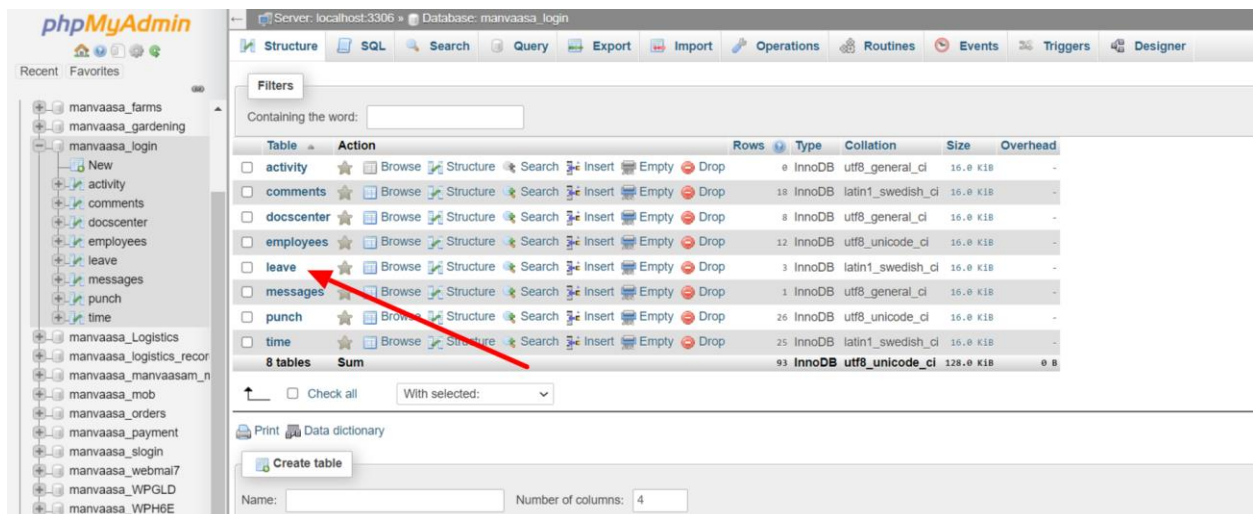 phpMyAdmin
Recent Favorites
manvaasa_farms
manvaasa_gardening
manvaasa_login
New
activity
comments
docscenter
employees
leave
messages
punch
time
manvaasa_Logistics
manvaasa_logistics_recor
manvaasa_manvaasam_n
manvaasa_mob
manvaasa_orders
manvaasa_payment
manvaasa_slogin
manvaasa_webmai7
manvaasa_WPGLD
manvaasa_WPH6E
Server: localhost:3306 » Database: manvaasa_login
Structure SQL Search Query Export Import Operations Routines Events Triggers Designer
Filters
Containing the word:
Table Action Rows Type Collation Size Overhead
activity Browse Structure Search Insert Empty Drop 0 InnoDB utf8_general_ci 16.0 KiB -
comments Browse Structure Search Insert Empty Drop 18 InnoDB latin1_swedish_ci 16.0 KiB -
docscenter Browse Structure Search Insert Empty Drop 8 InnoDB utf8_general_ci 16.0 KiB -
employees Browse Structure Search Insert Empty Drop 12 InnoDB utf8_unicode_ci 16.0 KiB -
leave Browse Structure Search Insert Empty Drop 3 InnoDB latin1_swedish_ci 16.0 KiB -
messages Browse Structure Search Insert Empty Drop 1 InnoDB utf8_general_ci 16.0 KiB -
punch Browse Structure Search Insert Empty Drop 26 InnoDB utf8_unicode_ci 16.0 KiB -
time Browse Structure Search Insert Empty Drop 25 InnoDB latin1_swedish_ci 16.0 KiB -
8 tables Sum 93 InnoDB utf8_unicode_ci 128.0 KiB 0 B
Check all With selected:
Print Data dictionary
Create table
Name: Number of columns: 4